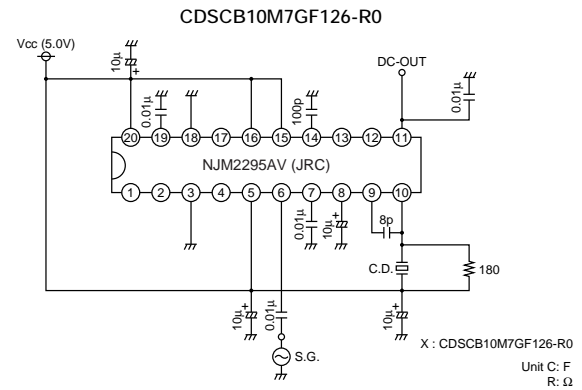 CDSCB10M7GF126-R0
Vcc (5.0V)
10μ
+
0.01μ
100p
DC-OUT
0.01μ
20 19 18 17 16 15 14 13 12 11
NJM2295AV (JRC)
1 2 3 4 5 6 7 8 9 10
0.01μ
10μ
+
8p
C.D.
180
10μ
+
0.01μ
10μ
+
S.G.
X : CDSCB10M7GF126-R0
Unit C: F
R: Ω